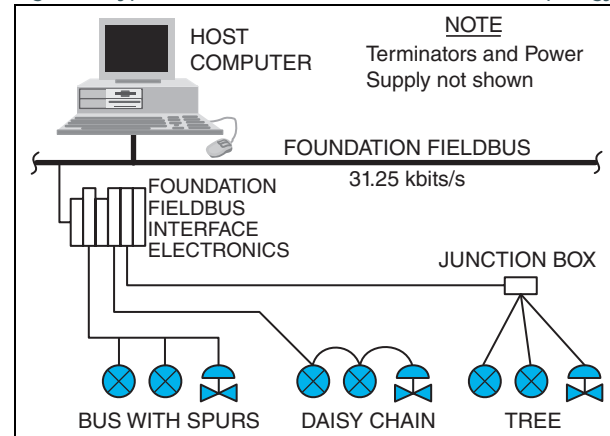 HOST
COMPUTER
NOTE
Terminators and Power
Supply not shown
FOUNDATION FIELDBUS
31.25 kbits/s
FOUNDATION
FIELDBUS
INTERFACE
ELECTRONICS
JUNCTION BOX
BUS WITH SPURS
DAISY CHAIN
TREE